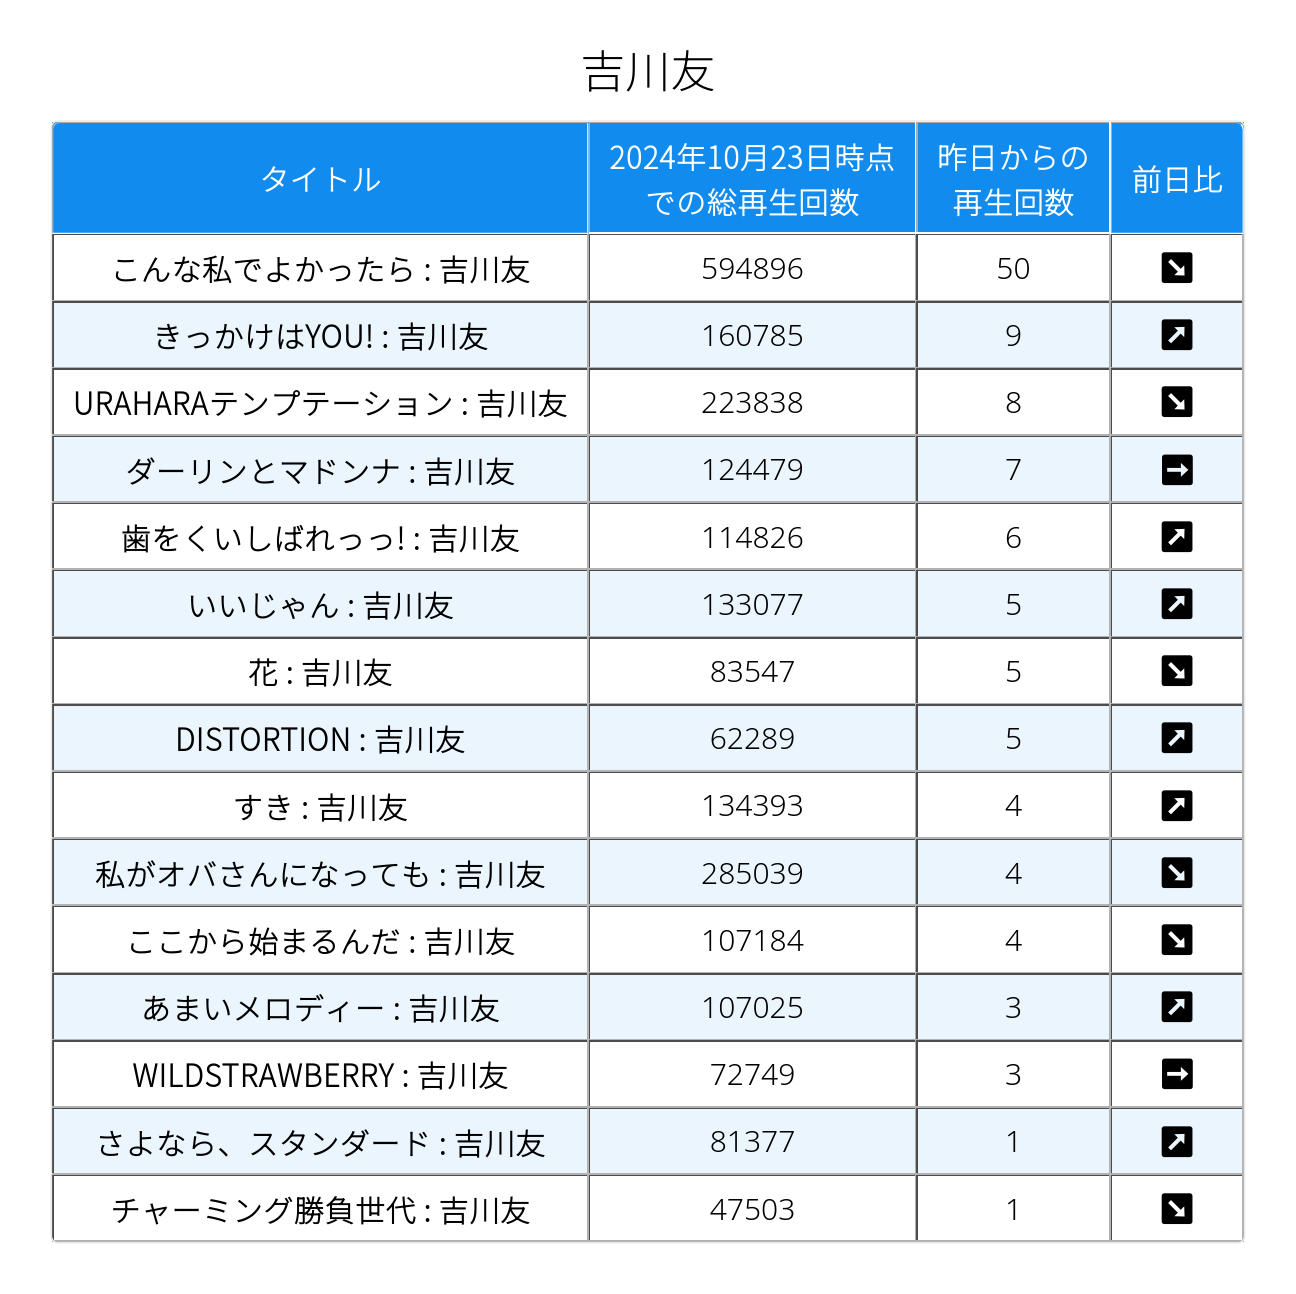 吉川友
タイトル
2024年10月23日時点
での総再生回数
昨日からの
再生回数
前日比
こんな私でよかったら : 吉川友 594896 50 ↘
きっかけはYOU! : 吉川友 160785 9 ↗
URAHARAテンプテーション : 吉川友 223838 8 ↘
ダーリンとマドンナ : 吉川友 124479 7 →
歯をくいしばれっっ! : 吉川友 114826 6 ↗
いいじゃん : 吉川友 133077 5 ↗
花 : 吉川友 83547 5 ↘
DISTORTION : 吉川友 62289 5 ↗
すき : 吉川友 134393 4 ↗
私がオバさんになっても : 吉川友 285039 4 ↘
ここから始まるんだ : 吉川友 107184 4 ↘
あまいメロディー : 吉川友 107025 3 ↗
WILDSTRAWBERRY : 吉川友 72749 3 →
さよなら、スタンダード : 吉川友 81377 1 ↗
チャーミング勝負世代 : 吉川友 47503 1 ↘